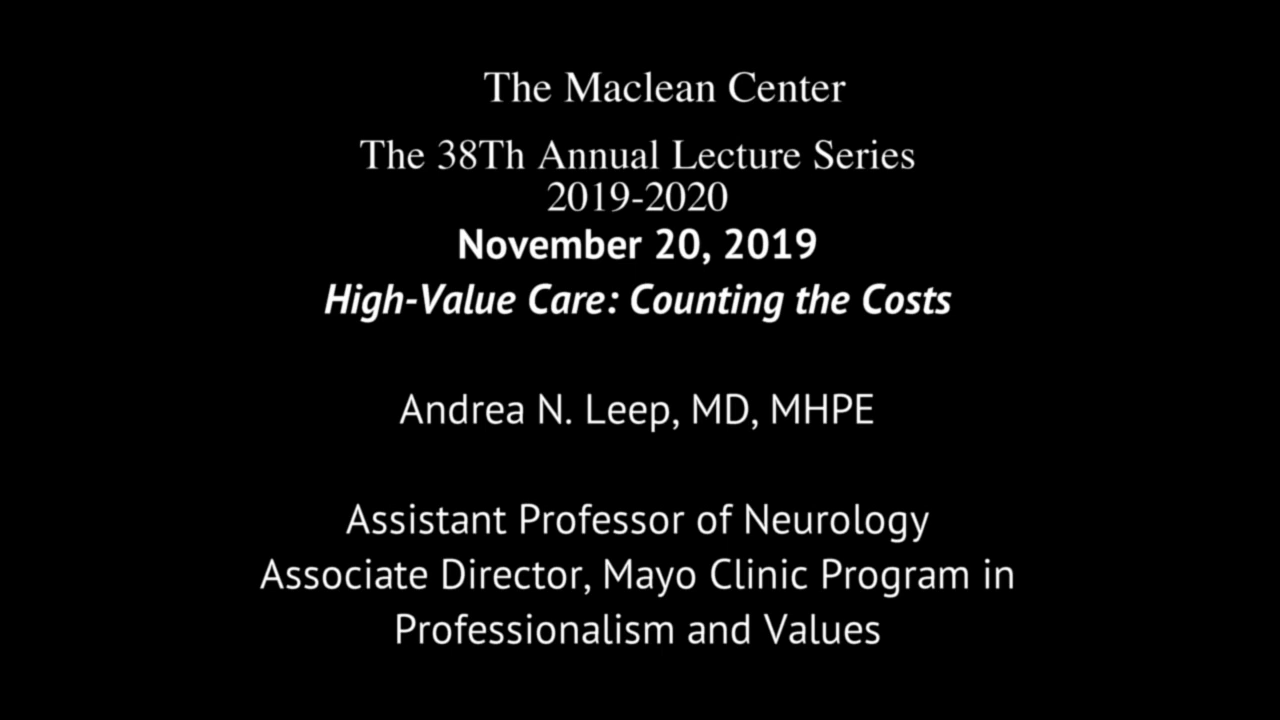 The Maclean Center
The 38Th Annual Lecture Series
2019-2020
November 20, 2019
High-Value Care: Counting the Costs
Andrea N. Leep, MD, MHPE
Assistant Professor of Neurology
Associate Director, Mayo Clinic Program in
Professionalism and Values